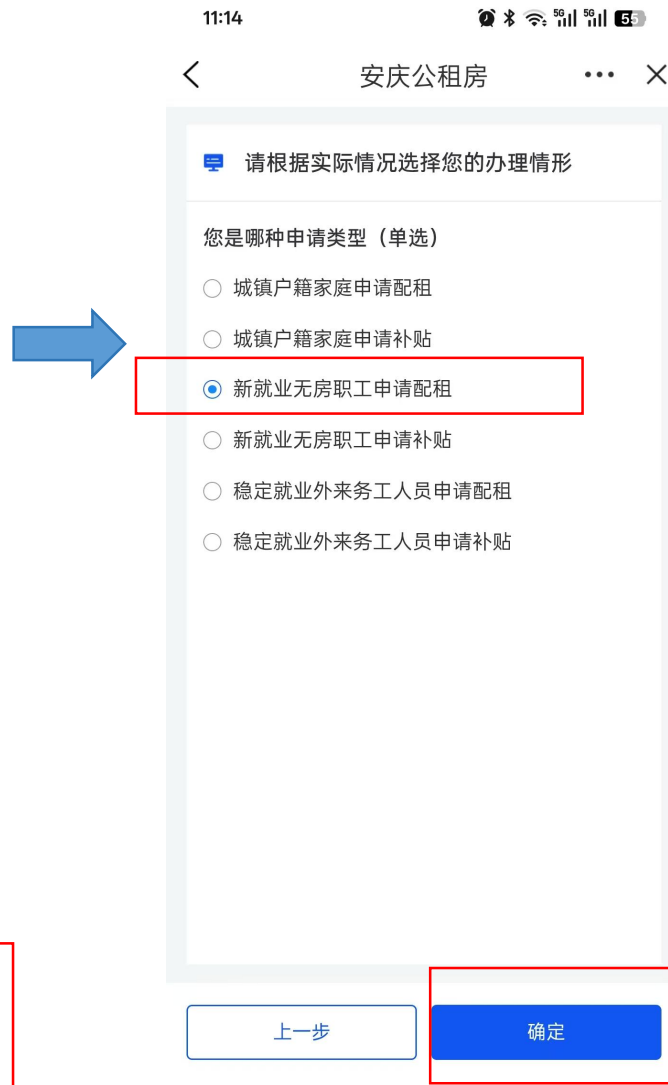 11:14
5G 5G 55
安庆公租房
请根据实际情况选择您的办理情形
您是哪种申请类型（单选）
城镇户籍家庭申请配租
城镇户籍家庭申请补贴
新就业无房职工申请配租
新就业无房职工申请补贴
稳定就业外来务工人员申请配租
稳定就业外来务工人员申请补贴
上一步 确定